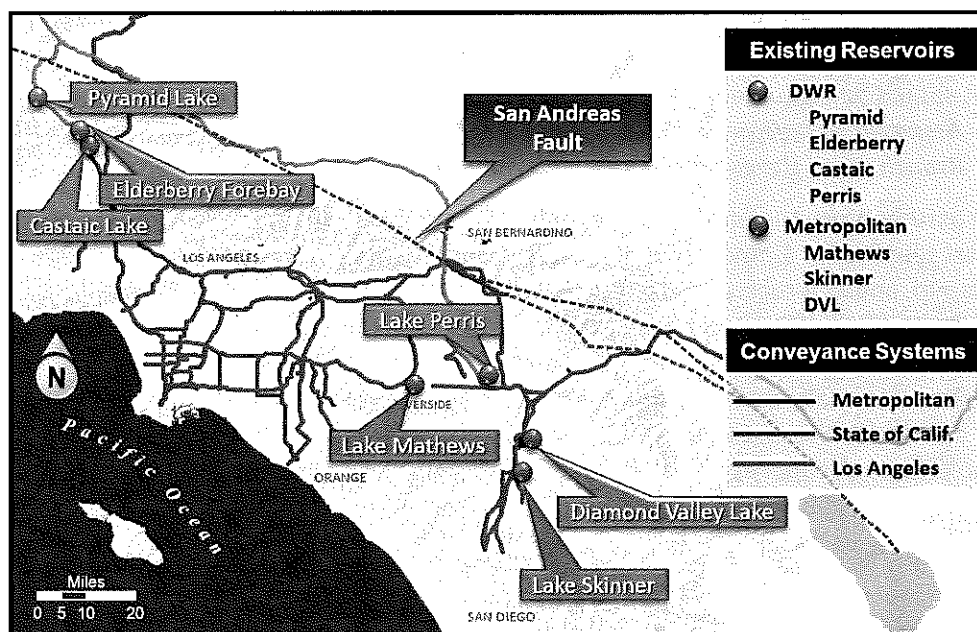 Pyramid Lake
San Andreas
Fault
Elderberry Forebay
Castaic Lake
SAN BERNARDINO
LOS ANGELES
Lake Perris
N
VERSIDE
Lake Mathews
ORANGE
Diamond Valley Lake
Lake Skinner
SAN DIEGO
Pacific Ocean
Miles
0 5 10 20
Existing Reservoirs
DWR
Pyramid
Elderberry
Castaic
Perris
Metropolitan
Mathews
Skinner
DVL
Conveyance Systems
Metropolitan
State of Calif.
Los Angeles